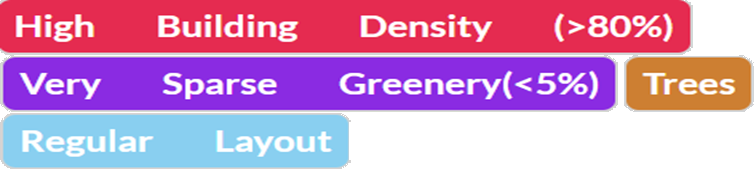 High Building Density (>80%)
Very Sparse Greenery(<5%) Trees
Regular Layout